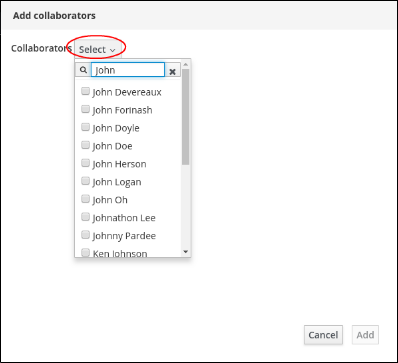 Add collaborators
Collaborators Select
John
John Devereaux
John Forinash
John Doyle
John Doe
John Herson
John Logan
John Oh
Johnathon Lee
Johnny Pardee
Ken Johnson
Cancel Add